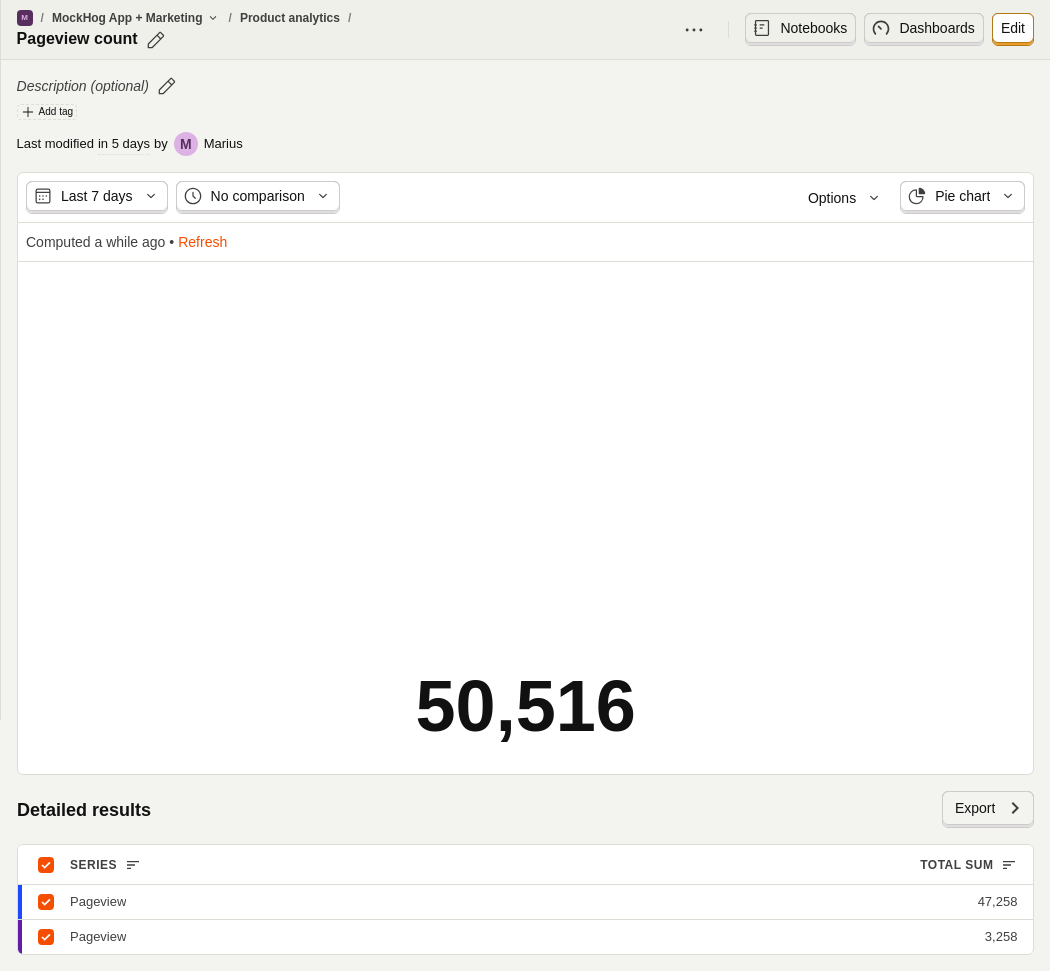 M / MockHog App + Marketing / Product analytics /
Pageview count
Notebooks
Dashboards
Edit
Description (optional)
Add tag
Last modified in 5 days by M Marius
Last 7 days
No comparison
Options
Pie chart
Computed a while ago • Refresh
50,516
Detailed results
Export
SERIES TOTAL SUM
Pageview 47,258
Pageview 3,258